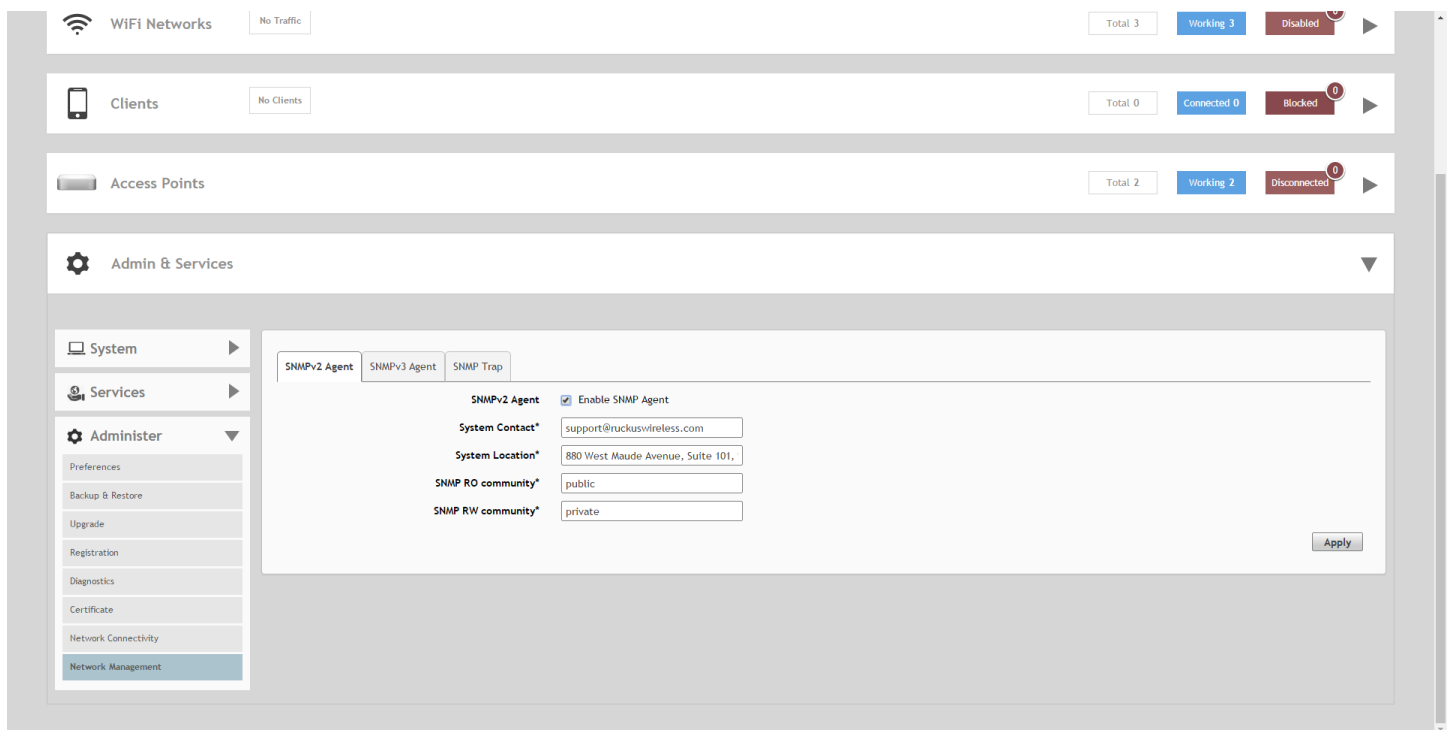 WiFi Networks No Traffic Total 3 Working 3 Disabled 0
Clients No Clients Total 0 Connected 0 Blocked 0
Access Points Total 2 Working 2 Disconnected 0
Admin & Services
System
Services
Administer
Preferences
Backup & Restore
Upgrade
Registration
Diagnostics
Certificate
Network Connectivity
Network Management
SNMPv2 Agent SNMPv3 Agent SNMP Trap
SNMPv2 Agent Enable SNMP Agent
System Contact* support@ruckuswireless.com
System Location* 880 West Maude Avenue, Suite 101,
SNMP RO community* public
SNMP RW community* private
Apply